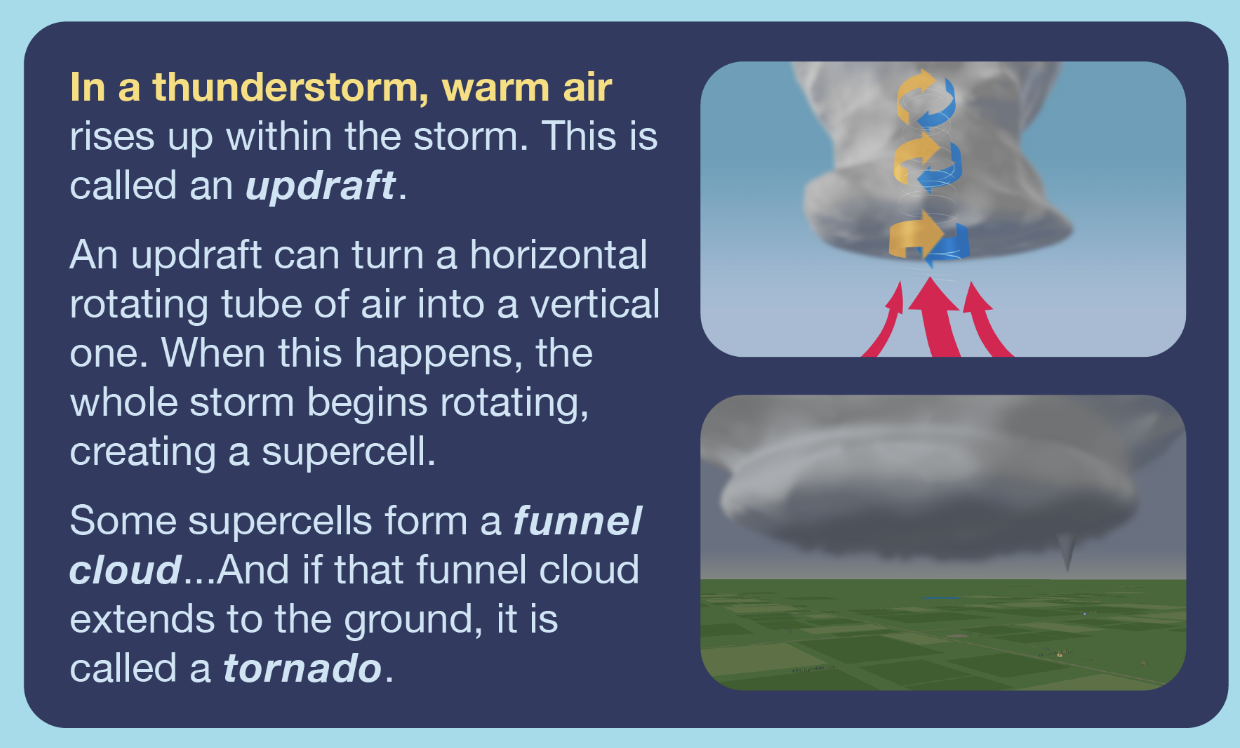 In a thunderstorm, warm air
rises up within the storm. This is
called an updraft.
An updraft can turn a horizontal
rotating tube of air into a vertical
one. When this happens, the
whole storm begins rotating,
creating a supercell.
Some supercells form a funnel
cloud...And if that funnel cloud
extends to the ground, it is
called a tornado.